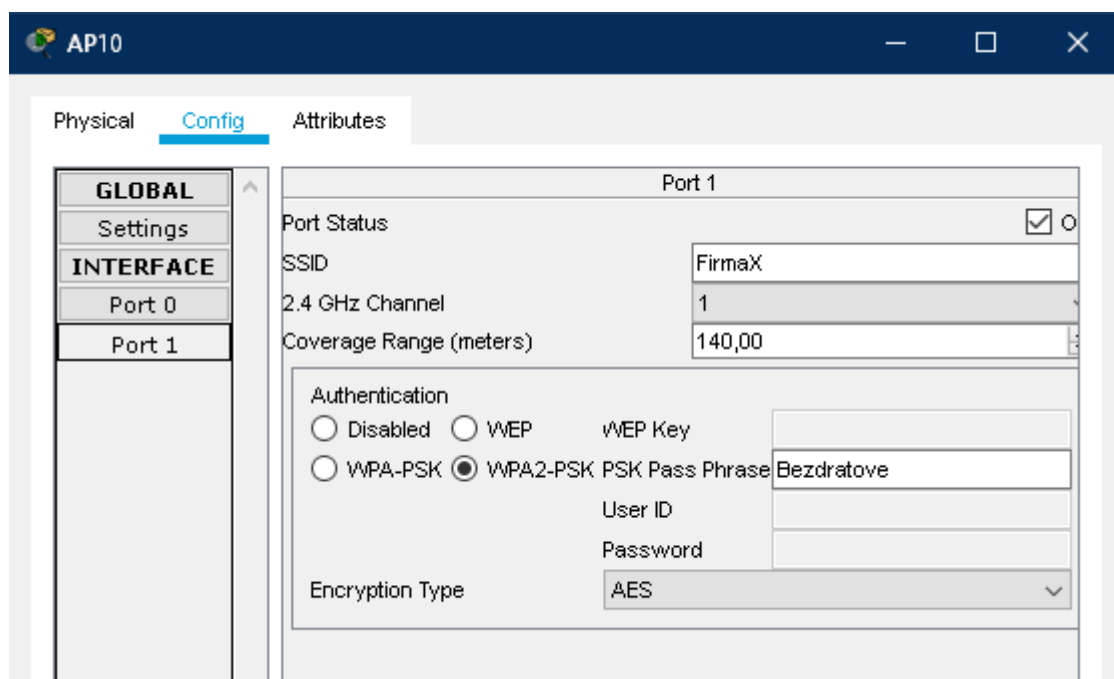 AP10
Physical Config Attributes
GLOBAL
Settings
INTERFACE
Port 0
Port 1
Port 1
Port Status O
SSID FirmaX
2.4 GHz Channel 1
Coverage Range (meters) 140,00
Authentication
Disabled WEP WEP Key
WPA-PSK WPA2-PSK PSK Pass Phrase Bezdratove
User ID
Password
Encryption Type AES